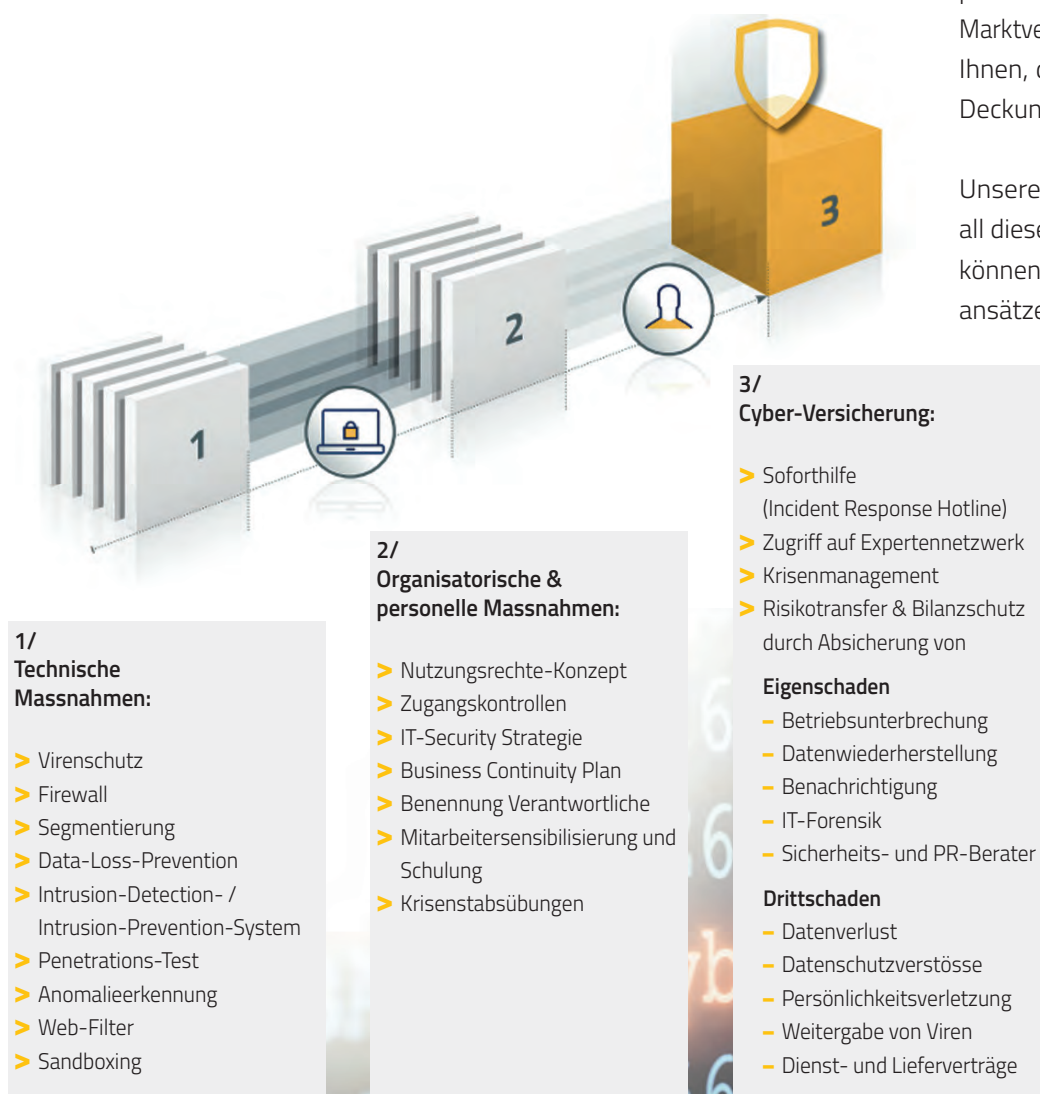 Marktve
Ihnen,
Deckun
Unsere
all diese
können
ansätze
1
2
3
1/
Technische
Massnahmen:
> Virenschutz
> Firewall
> Segmentierung
> Data-Loss-Prevention
> Intrusion-Detection- /
Intrusion-Prevention-System
> Penetrations-Test
> Anomalieerkennung
> Web-Filter
> Sandboxing
2/
Organisatorische &
personelle Massnahmen:
> Nutzungsrechte-Konzept
> Zugangskontrollen
> IT-Security Strategie
> Business Continuity Plan
> Benennung Verantwortliche
> Mitarbeitersensibilisierung und
Schulung
> Krisenstabsübungen
3/
Cyber-Versicherung:
> Soforthilfe
(Incident Response Hotline)
> Zugriff auf Expertennetzwerk
> Krisenmanagement
> Risikotransfer & Bilanzschutz
durch Absicherung von
Eigenschaden
– Betriebsunterbrechung
– Datenwiederherstellung
– Benachrichtigung
– IT-Forensik
– Sicherheits- und PR-Berater
Drittschaden
– Datenverlust
– Datenschutzverstösse
– Persönlichkeitsverletzung
– Weitergabe von Viren
– Dienst- und Lieferverträge